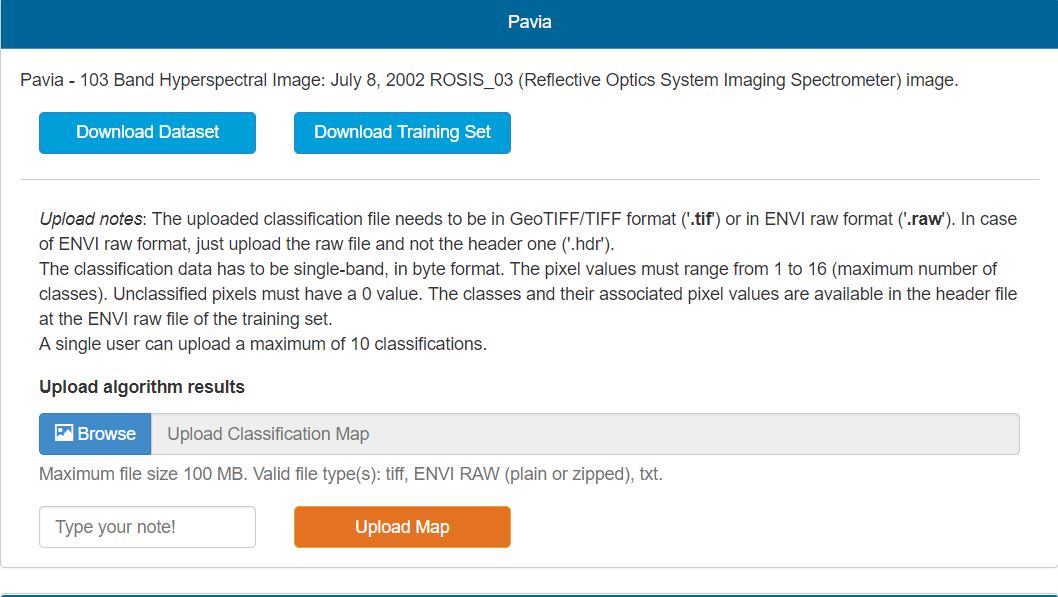 Pavia
Pavia - 103 Band Hyperspectral Image: July 8, 2002 ROSIS_03 (Reflective Optics System Imaging Spectrometer) image.
Download Dataset
Download Training Set
Upload notes: The uploaded classification file needs to be in GeoTIFF/TIFF format ('.tif') or in ENVI raw format ('.raw'). In case
of ENVI raw format, just upload the raw file and not the header one ('.hdr').
The classification data has to be single-band, in byte format. The pixel values must range from 1 to 16 (maximum number of
classes). Unclassified pixels must have a 0 value. The classes and their associated pixel values are available in the header file
at the ENVI raw file of the training set.
A single user can upload a maximum of 10 classifications.
Upload algorithm results
Browse
Upload Classification Map
Maximum file size 100 MB. Valid file type(s): tiff, ENVI RAW (plain or zipped), txt.
Type your note!
Upload Map